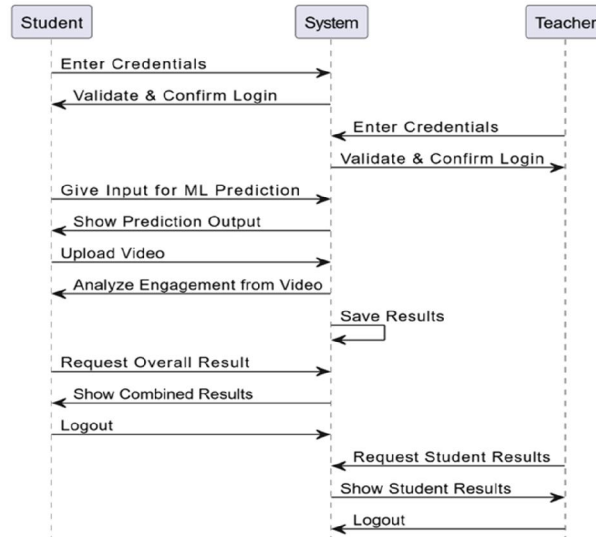 Student System Teacher
Enter Credentials
Validate & Confirm Login
Enter Credentials
Validate & Confirm Login
Give Input for ML Prediction
Show Prediction Output
Upload Video
Analyze Engagement from Video
Save Results
Request Overall Result
Show Combined Results
Logout
Request Student Results
Show Student Results
Logout